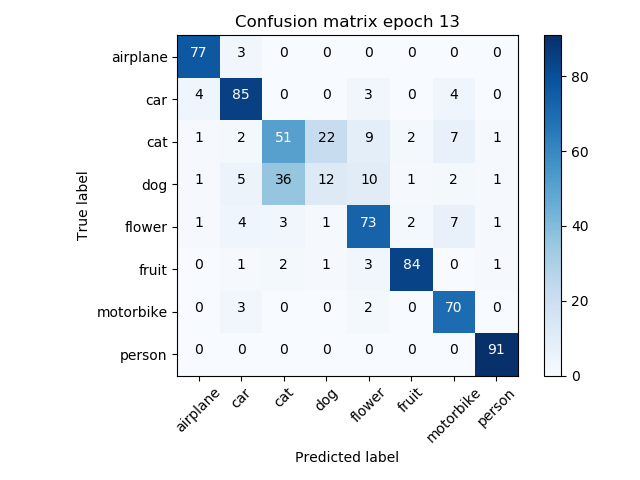 Confusion matrix epoch 13
True label
airplane 77 3 0 0 0 0 0 0
car 4 85 0 0 3 0 4 0
cat 1 2 51 22 9 2 7 1
dog 1 5 36 12 10 1 2 1
flower 1 4 3 1 73 2 7 1
fruit 0 1 2 1 3 84 0 1
motorbike 0 3 0 0 2 0 70 0
person 0 0 0 0 0 0 0 91
airplane car cat dog flower fruit motorbike person
Predicted label
80
60
40
20
0